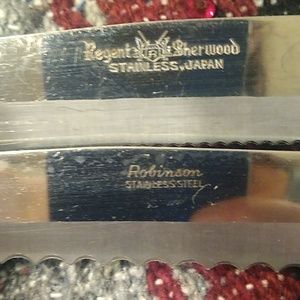 Regent Sherwood
STAINLESS, JAPAN
Robinson
STAINLESS STEEL